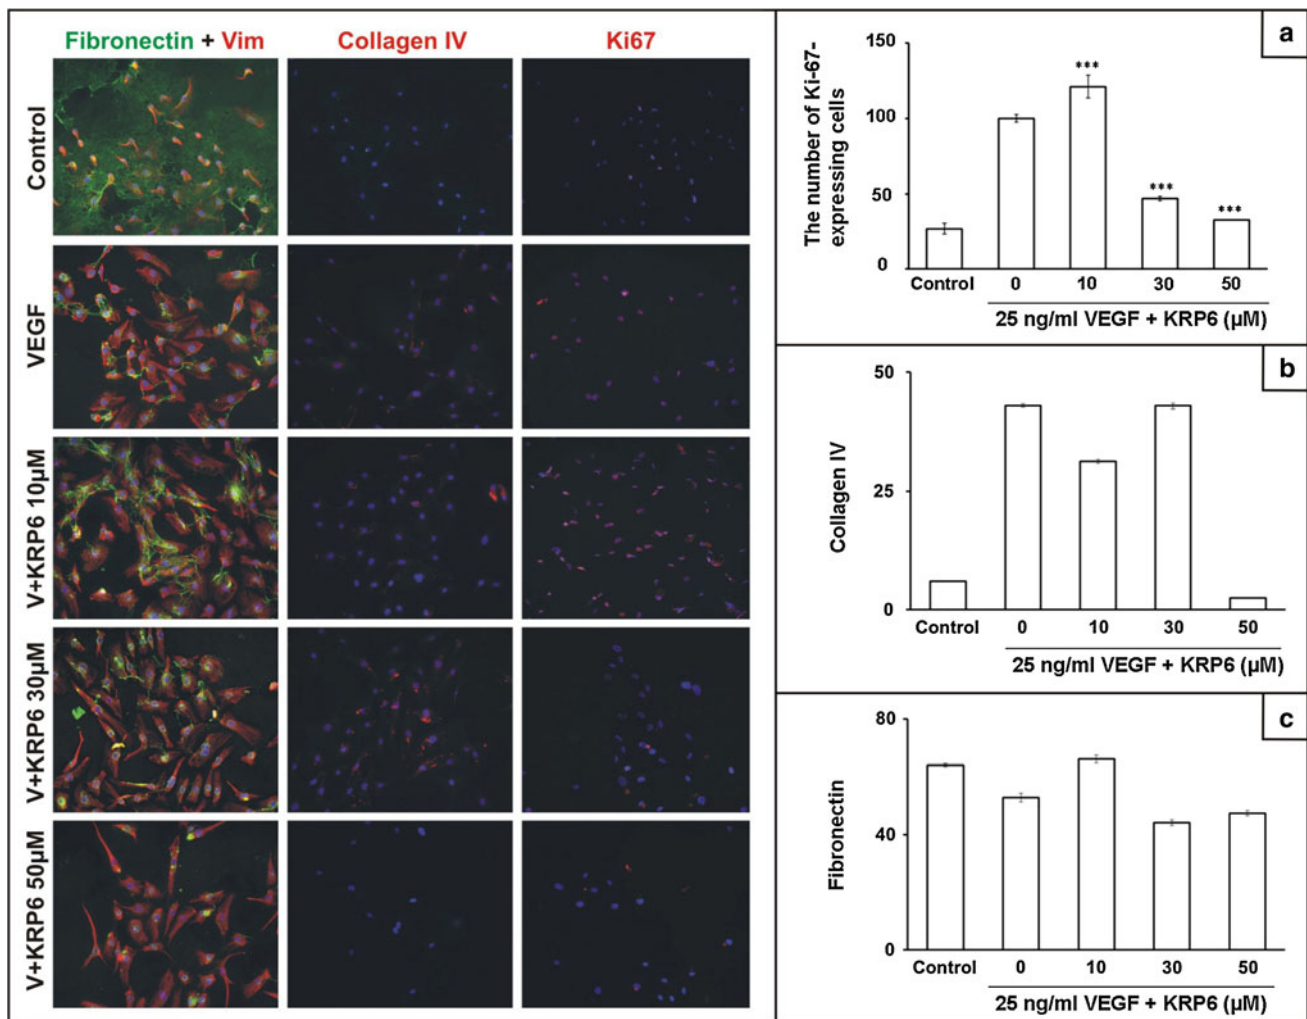 Fibronectin + Vim
Collagen IV
Ki67
Control
VEGF
V+KRP6 10µM
V+KRP6 30µM
V+KRP6 50µM
a
The number of Ki-67-
expressing cells
150
100
50
0
***
***
***
Control
0
10
30
50
25 ng/ml VEGF + KRP6 (µM)
b
Collagen IV
50
25
0
Control
0
10
30
50
25 ng/ml VEGF + KRP6 (µM)
c
Fibronectin
80
40
0
Control
0
10
30
50
25 ng/ml VEGF + KRP6 (µM)